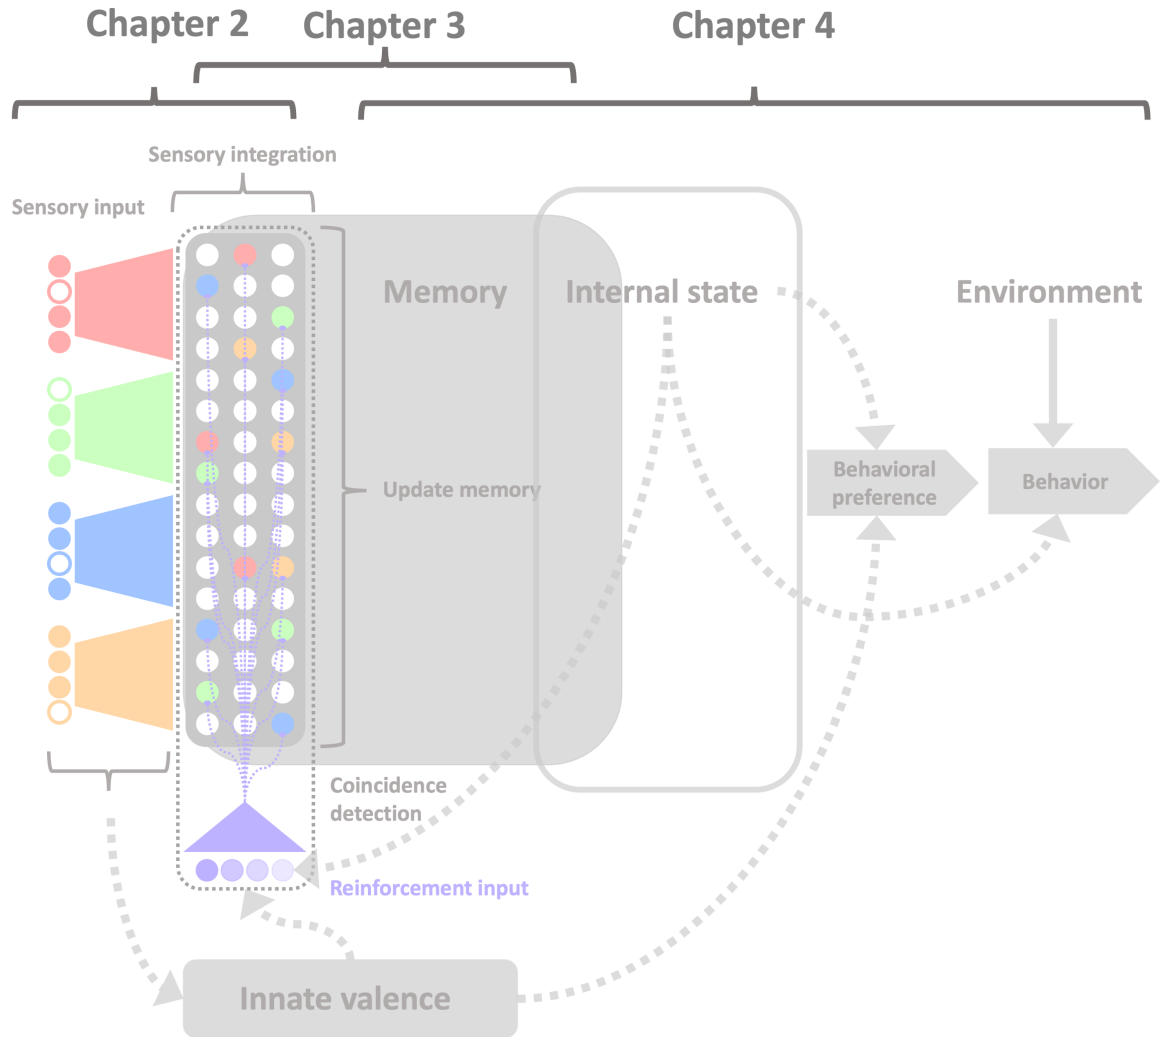 Chapter 2
Chapter 3
Chapter 4
Sensory integration
Sensory input
Memory
Internal state
Environment
Behavioral
preference
Behavior
Update memory
Coincidence
detection
Reinforcement input
Innate valence